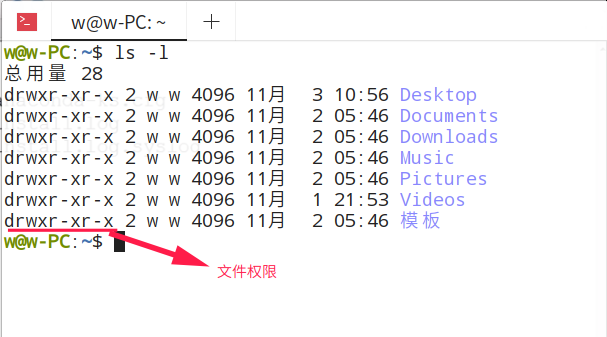 w@w-PC: ~
w@w-PC:~$ ls -l
总用量 28
drwxr-xr-x 2 w w 4096 11月  3 10:56 Desktop
drwxr-xr-x 2 w w 4096 11月  2 05:46 Documents
drwxr-xr-x 2 w w 4096 11月  2 05:46 Downloads
drwxr-xr-x 2 w w 4096 11月  2 05:46 Music
drwxr-xr-x 2 w w 4096 11月  2 05:46 Pictures
drwxr-xr-x 2 w w 4096 11月  1 21:53 Videos
drwxr-xr-x 2 w w 4096 11月  2 05:46 模板
w@w-PC:~$
文件权限